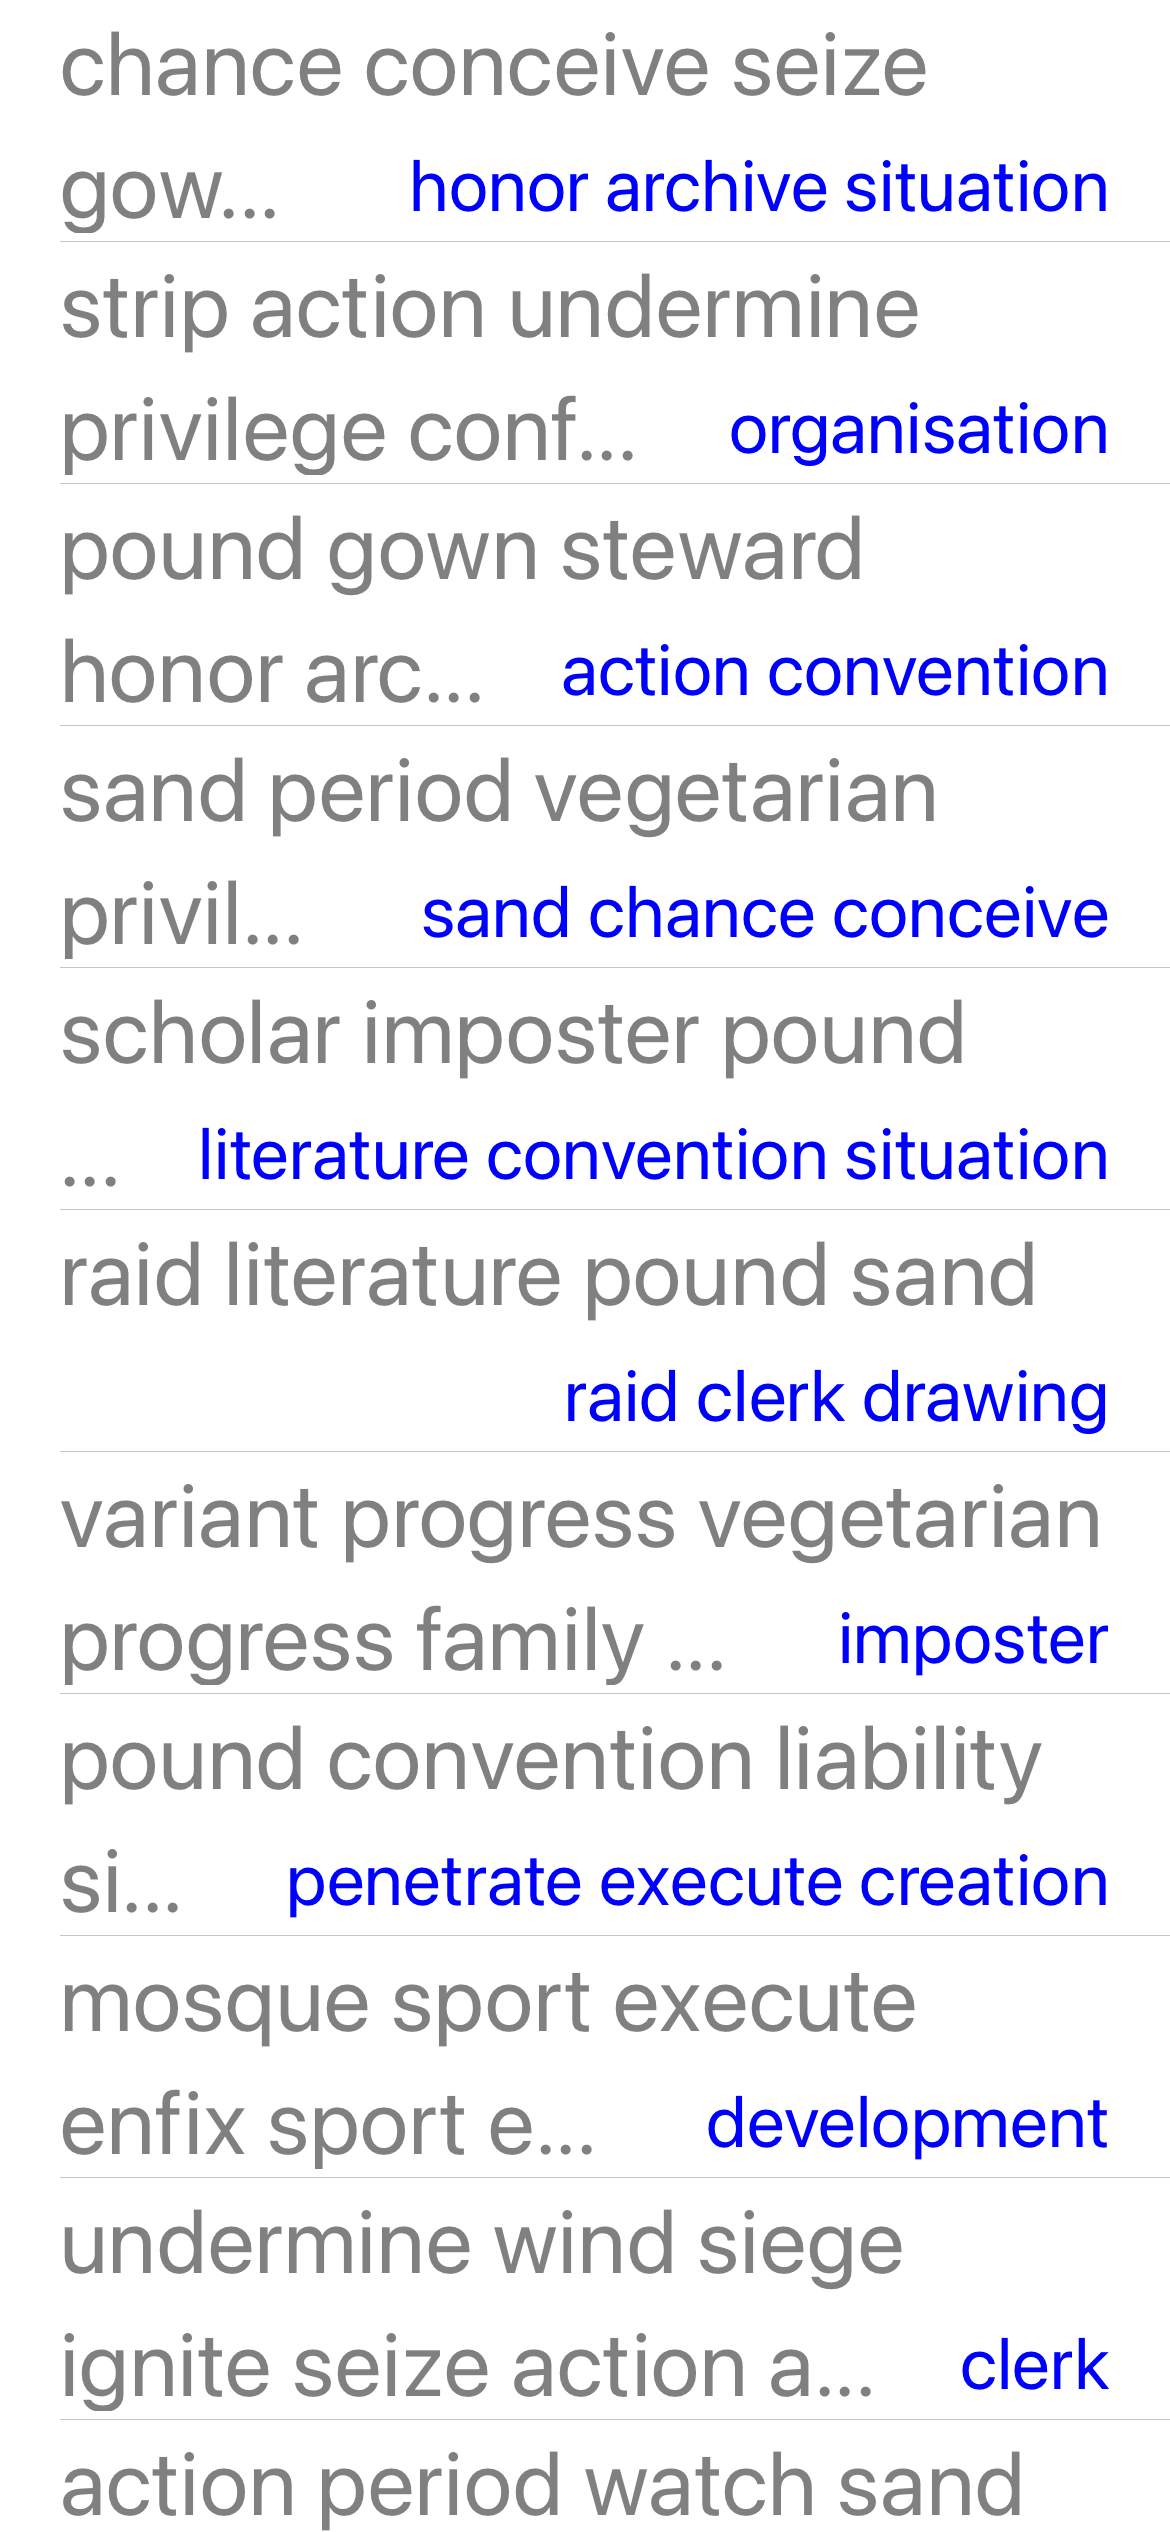 chance conceive seize
gow... honor archive situation
strip action undermine
privilege conf... organisation
pound gown steward
honor arc... action convention
sand period vegetarian
privil... sand chance conceive
scholar imposter pound
... literature convention situation
raid literature pound sand
raid clerk drawing
variant progress vegetarian
progress family ... imposter
pound convention liability
si... penetrate execute creation
mosque sport execute
enfix sport e... development
undermine wind siege
ignite seize action a... clerk
action period watch sand